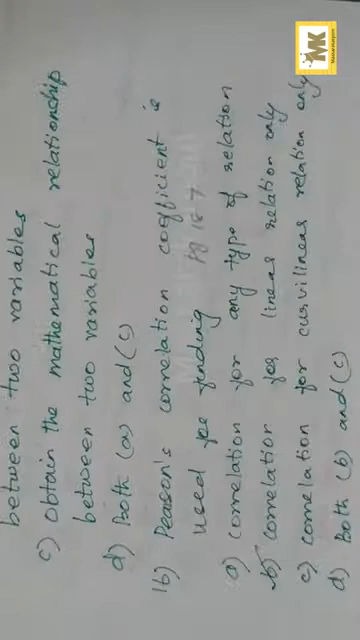 between two variables
c) obtain the mathematical relationship
between two variables
d) Both (a) and (c)
16) Pearson's correlation coefficient is
used for finding
a) correlation for any type of relation
b) correlation for linear relation only
c) correlation for curvilinear relation only
d) Both (b) and (c)
MK